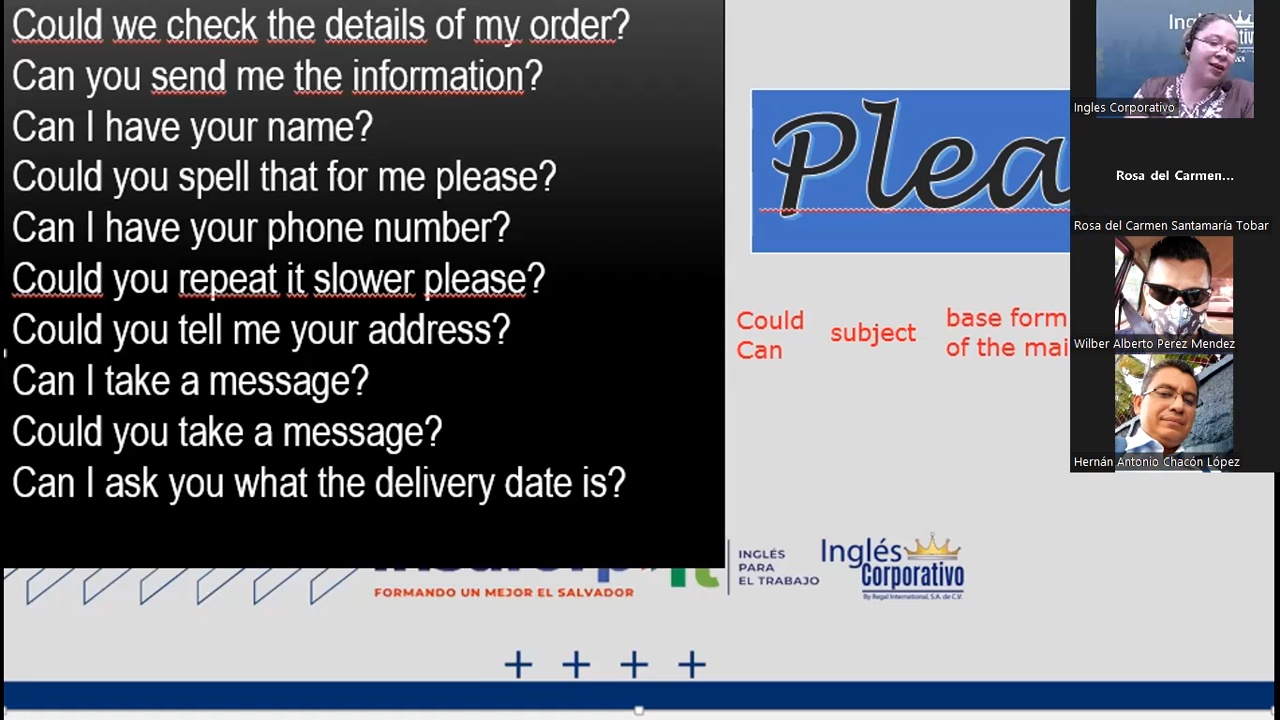 Could we check the details of my order?
Can you send me the information?
Can I have your name?
Could you spell that for me please?
Can I have your phone number?
Could you repeat it slower please?
Could you tell me your address?
Can I take a message?
Could you take a message?
Can I ask you what the delivery date is?
Plea
Could
Can
subject
base form
of the mai
FORMANDO UN MEJOR EL SALVADOR
INGLÉS
PARA
EL TRABAJO
Inglés
Corporativo
By Regal International, S.A. de C.V.
Ingles Corporativo
Rosa del Carmen...
Rosa del Carmen Santamaría Tobar
Wilber Alberto Perez Mendez
Hernán Antonio Chacón López